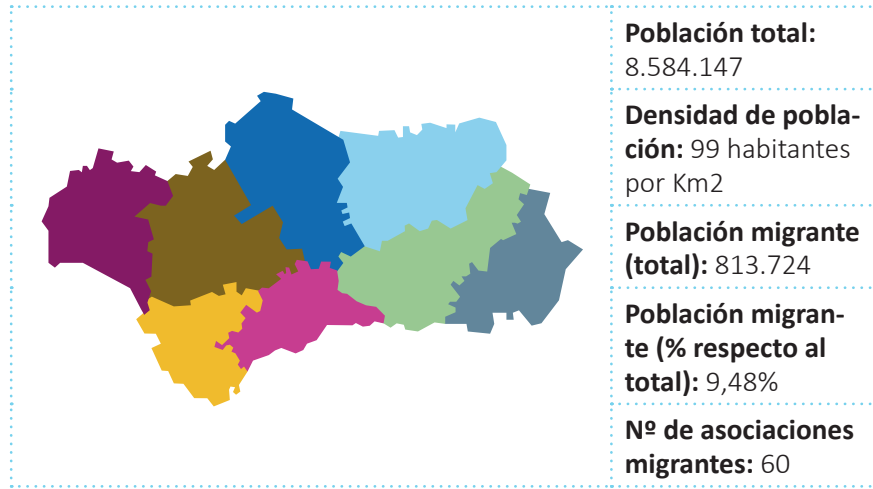 Población total:
8.584.147
Densidad de pobla-
ción: 99 habitantes
por Km2
Población migrante
(total): 813.724
Población migran-
te (% respecto al
total): 9,48%
Nº de asociaciones
migrantes: 60